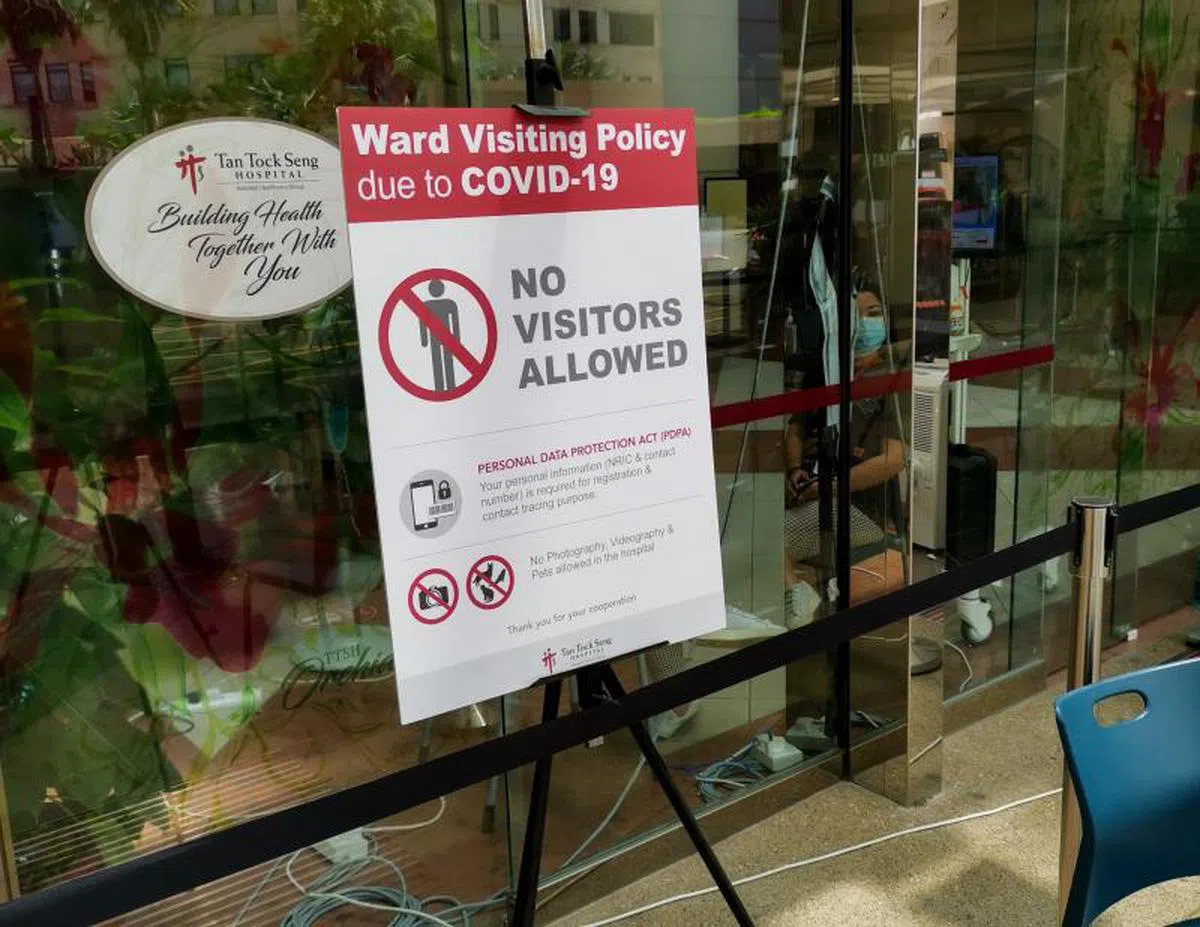 Tan Tock Seng
HOSPITAL
Building Health
Together With
You
Ward Visiting Policy
due to COVID-19
NO
VISITORS
ALLOWED
PERSONAL DATA PROTECTION ACT (PDPA)
Your personal information (NRIC & contact
number) is required for registration &
contact tracing purpose.
No Photography, Videography &
Pets allowed in the hospital
Thank you for your cooperation
Tan Tock Seng
HOSPITAL
TTSH
Orchid